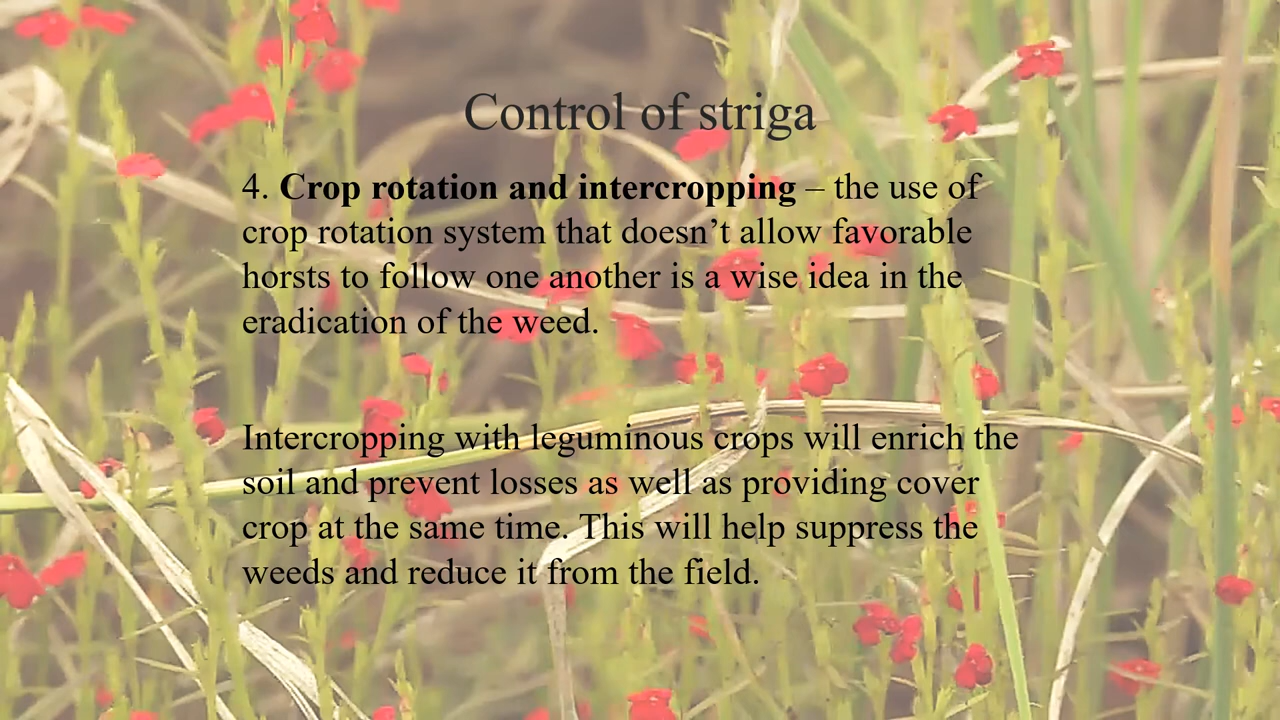 Control of striga
4. Crop rotation and intercropping – the use of
crop rotation system that doesn’t allow favorable
horsts to follow one another is a wise idea in the
eradication of the weed.
Intercropping with leguminous crops will enrich the
soil and prevent losses as well as providing cover
crop at the same time. This will help suppress the
weeds and reduce it from the field.